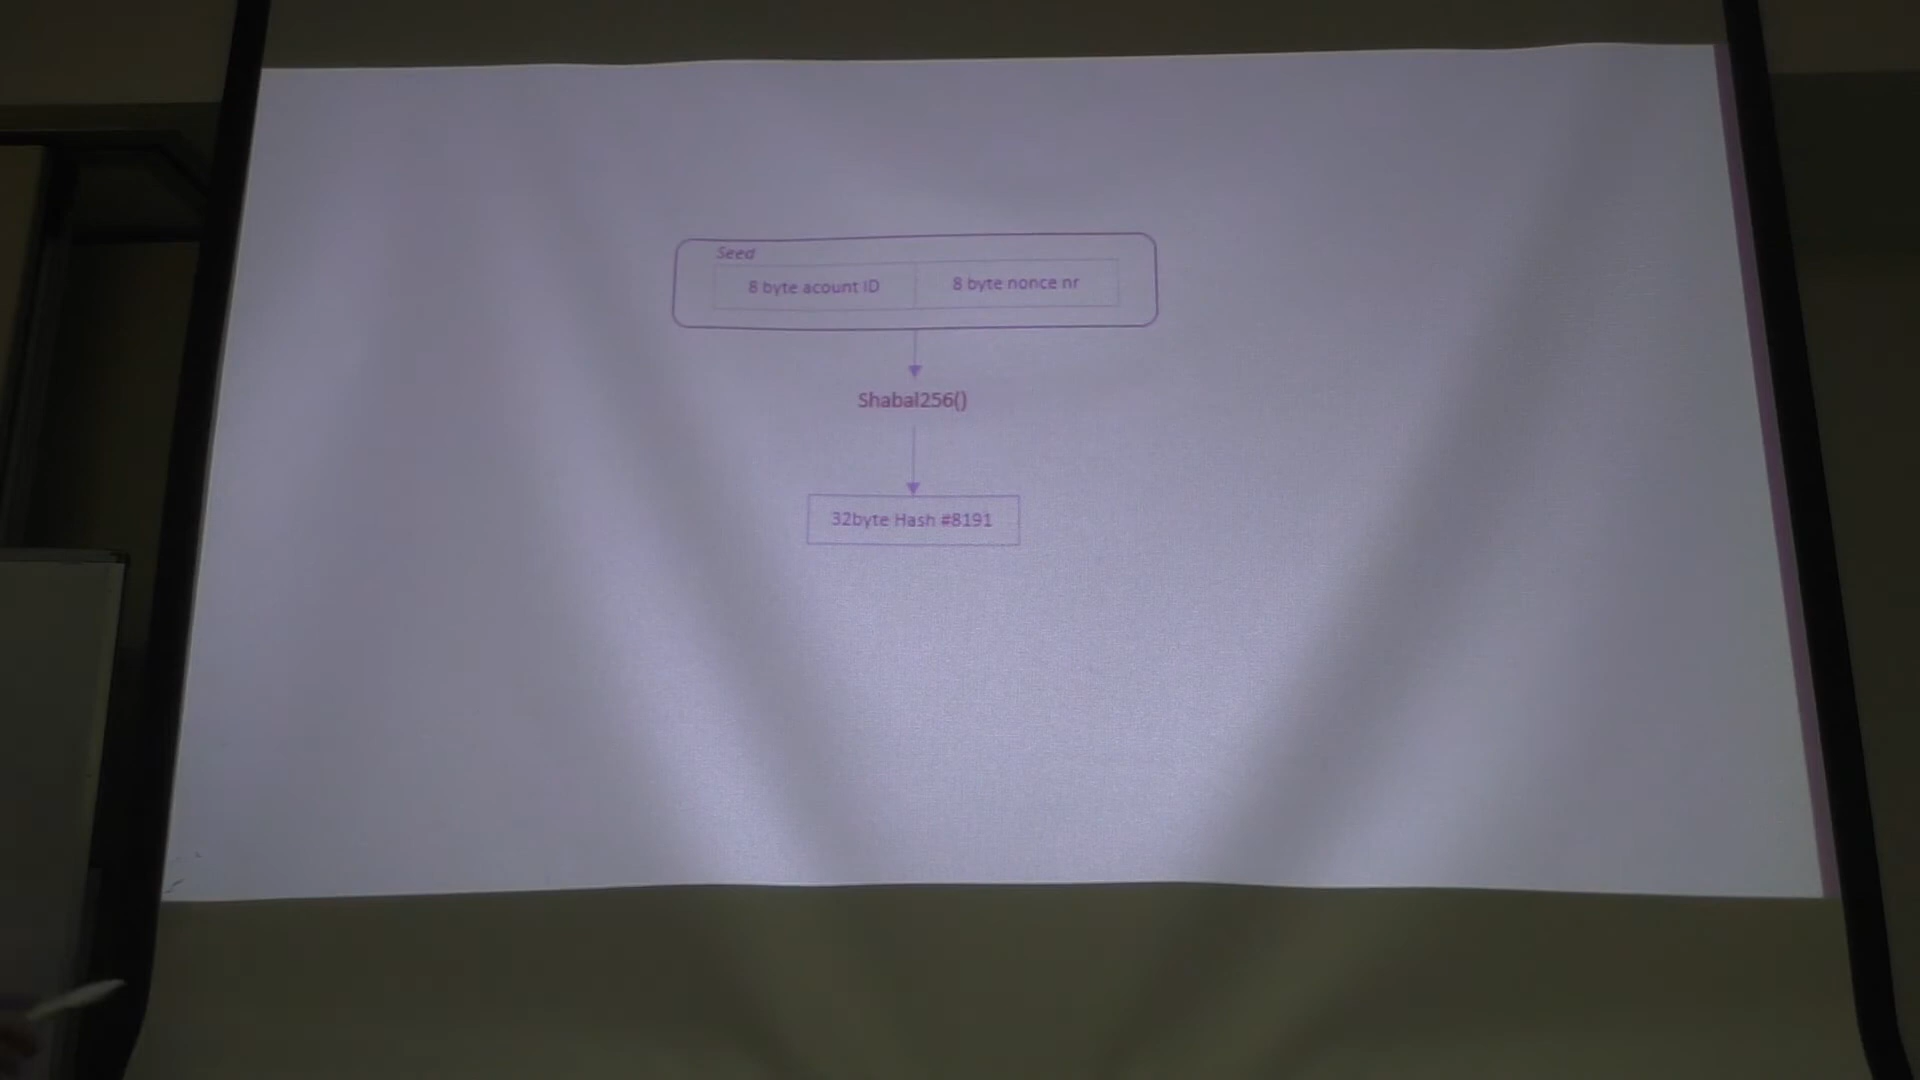 Seed
8 byte acount ID 8 byte nonce nr
Shabal256()
32byte Hash #8191